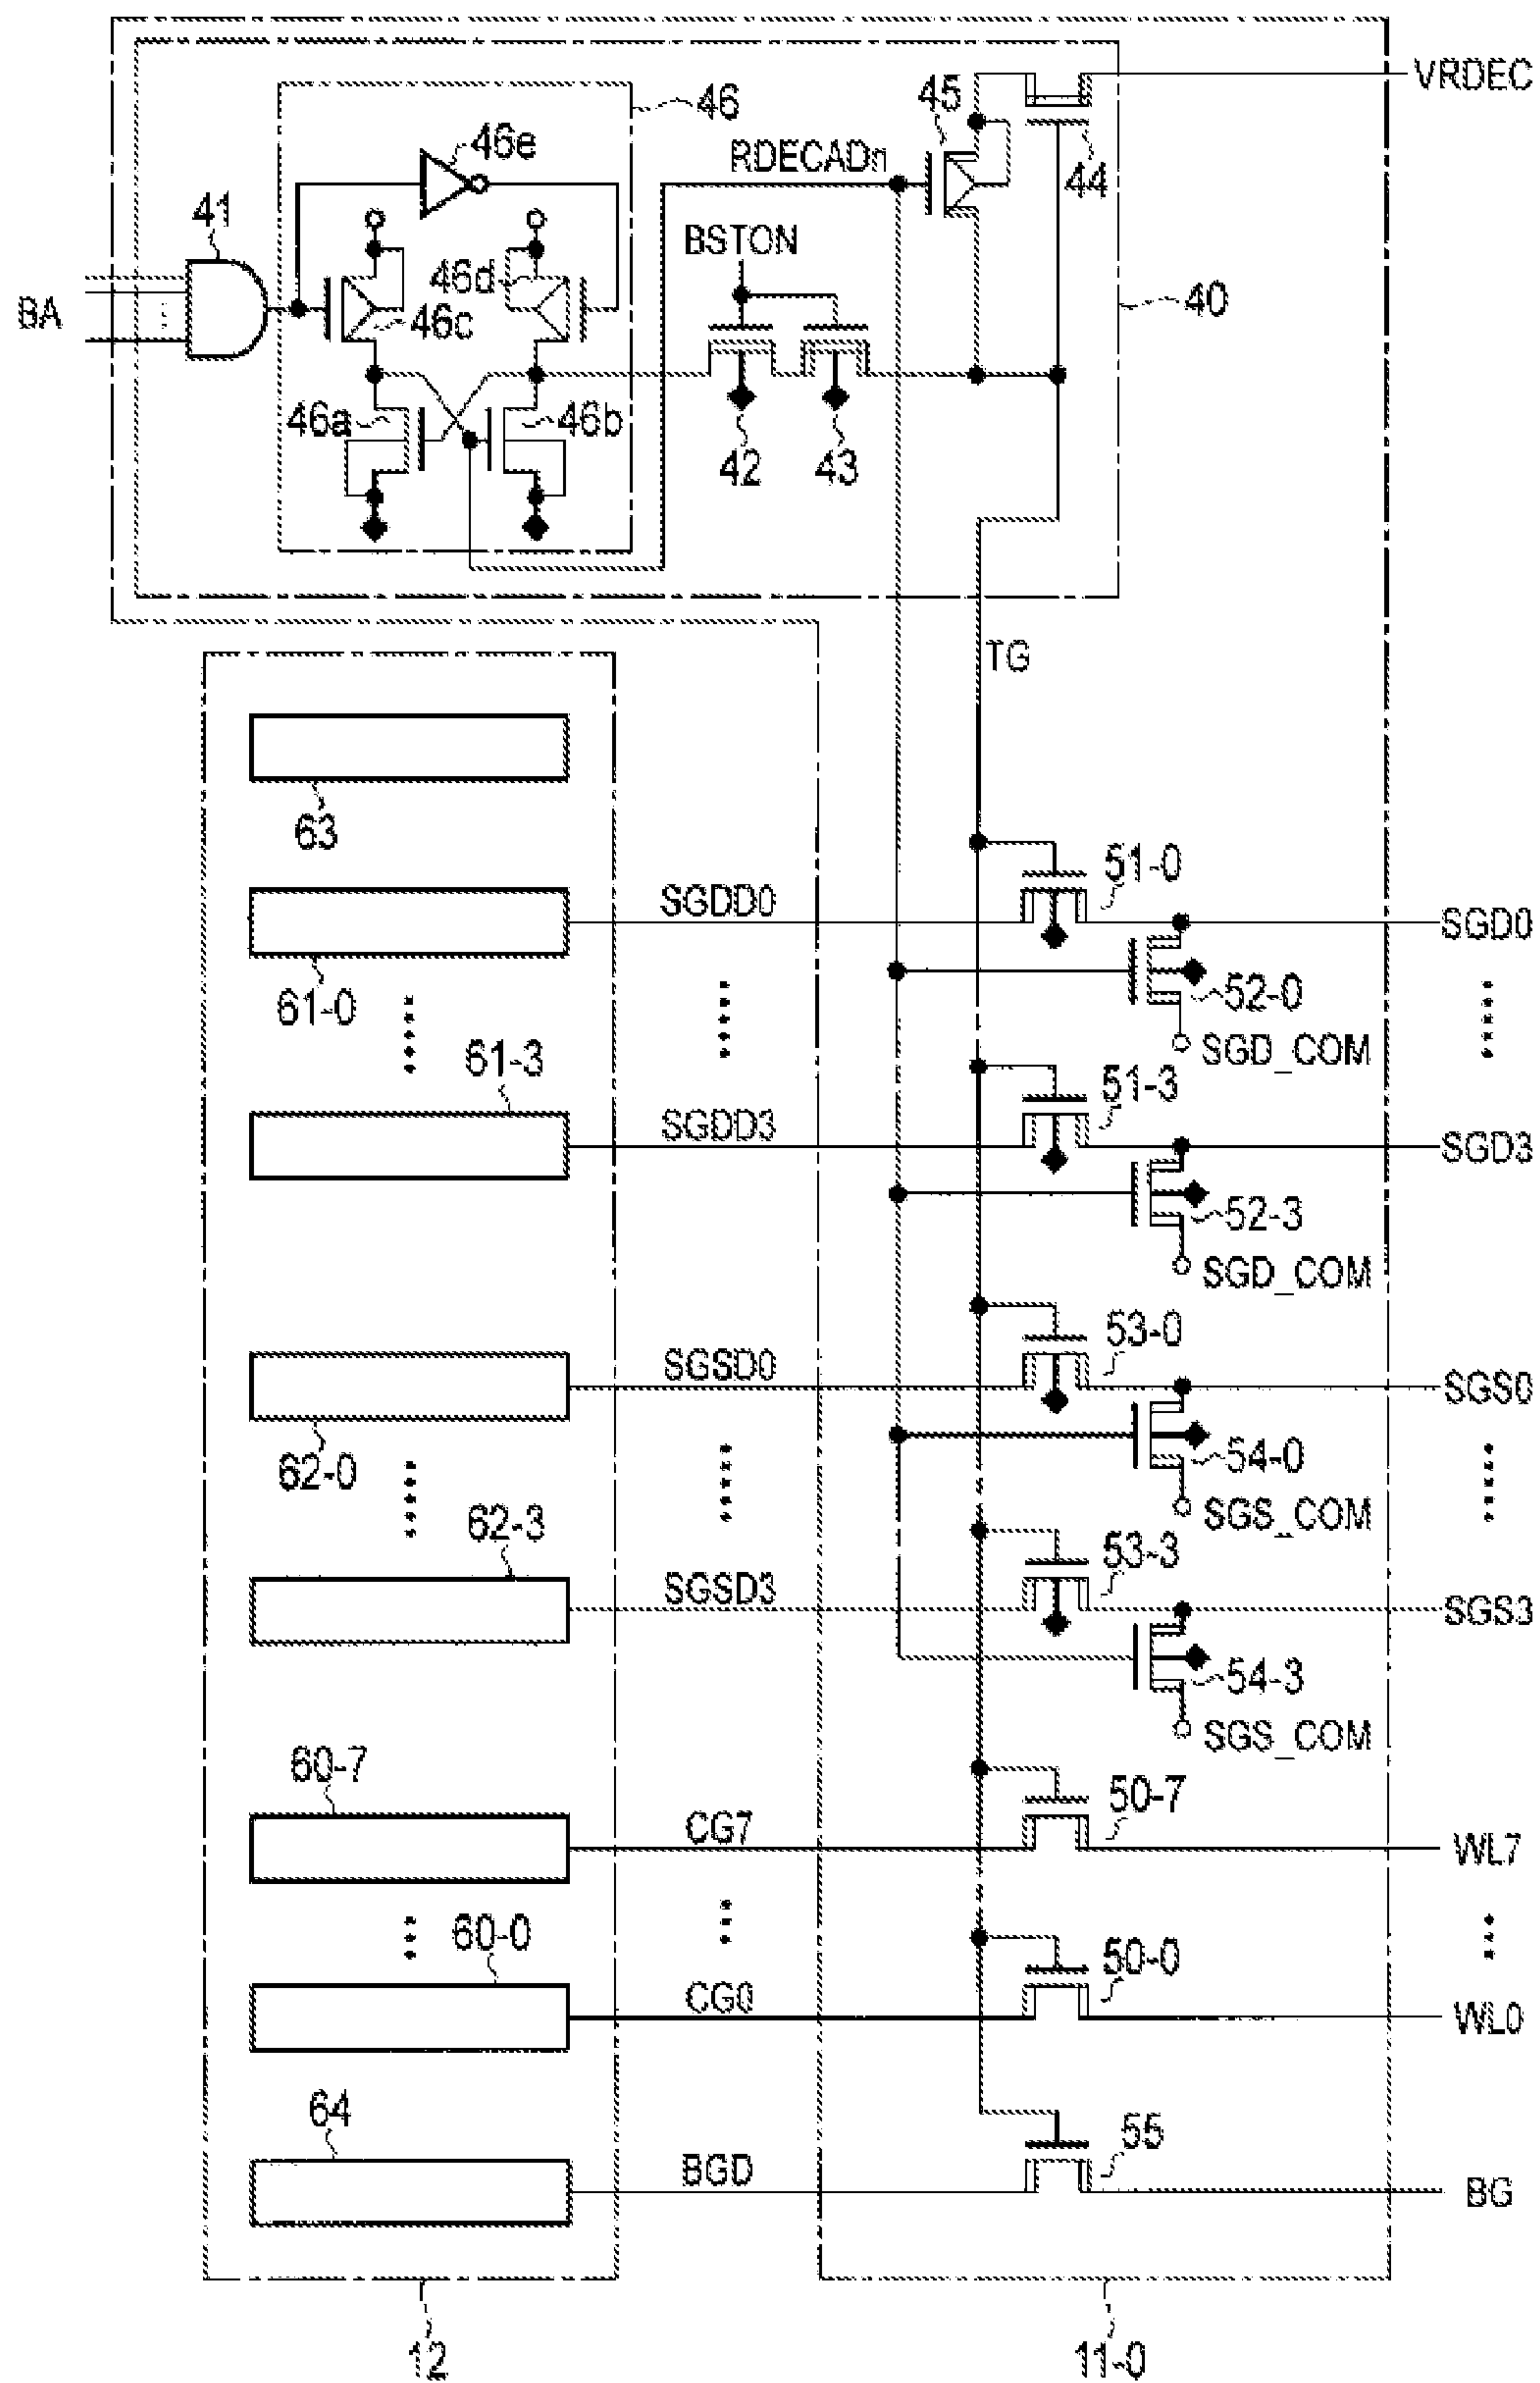 VRDEC
46
46e
45
RDECADn
44
41
BSTON
46d
40
BA
46c
46a
46b
42
43
TG
63
51-0
SGDD0
SGD0
61-0
52-0
SGD_COM
61-3
51-3
SGDD3
SGD3
52-3
SGD_COM
53-0
SGSD0
SGS0
62-0
54-0
SGS_COM
62-3
53-3
SGSD3
SGS3
54-3
SGS_COM
60-7
50-7
CG7
WL7
60-0
50-0
CG0
WL0
64
55
BGD
BG
12
11-0